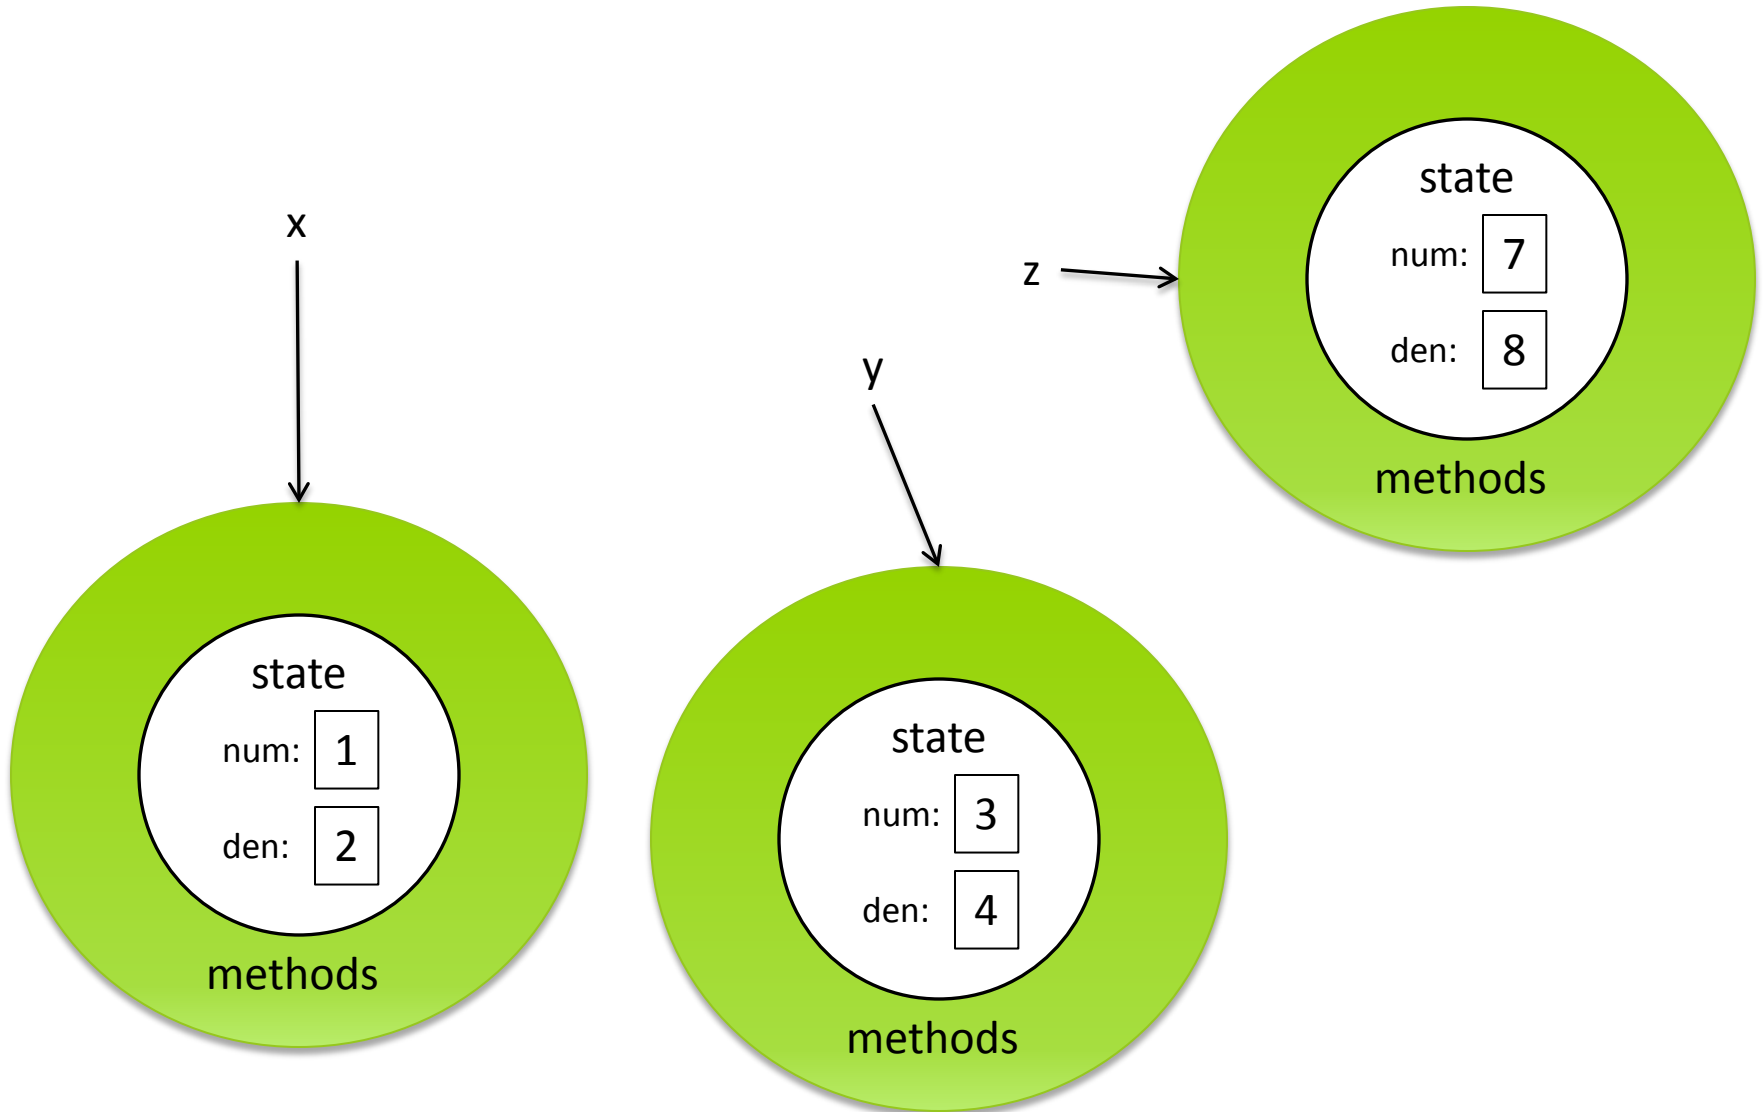 x
state
num: 1
den: 2
methods
y
state
num: 3
den: 4
methods
z
state
num: 7
den: 8
methods